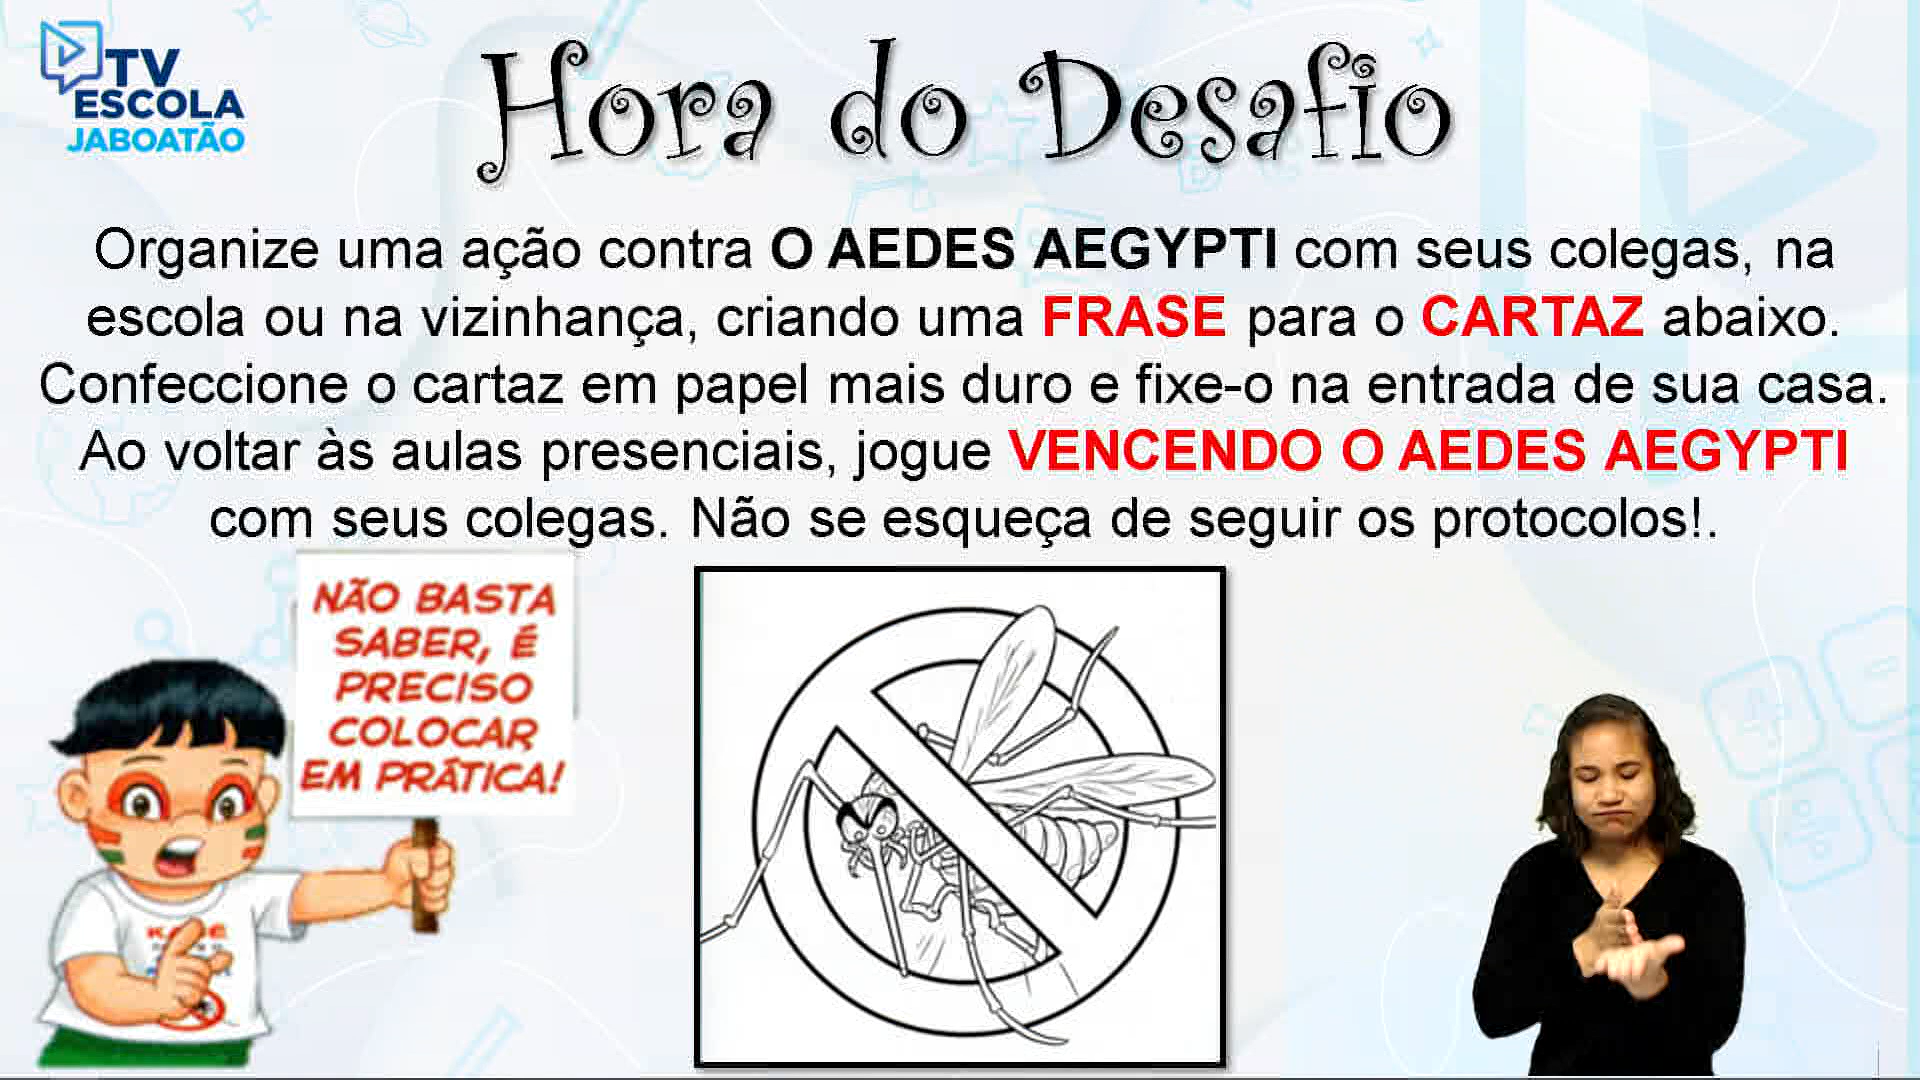 TV
ESCOLA
JABOATÃO
Hora do Desafio
Organize uma ação contra O AEDES AEGYPTI com seus colegas, na
escola ou na vizinhança, criando uma FRASE para o CARTAZ abaixo.
Confeccione o cartaz em papel mais duro e fixe-o na entrada de sua casa.
Ao voltar às aulas presenciais, jogue VENCENDO O AEDES AEGYPTI
com seus colegas. Não se esqueça de seguir os protocolos!.
NÃO BASTA
SABER, É
PRECISO
COLOCAR
EM PRÁTICA!